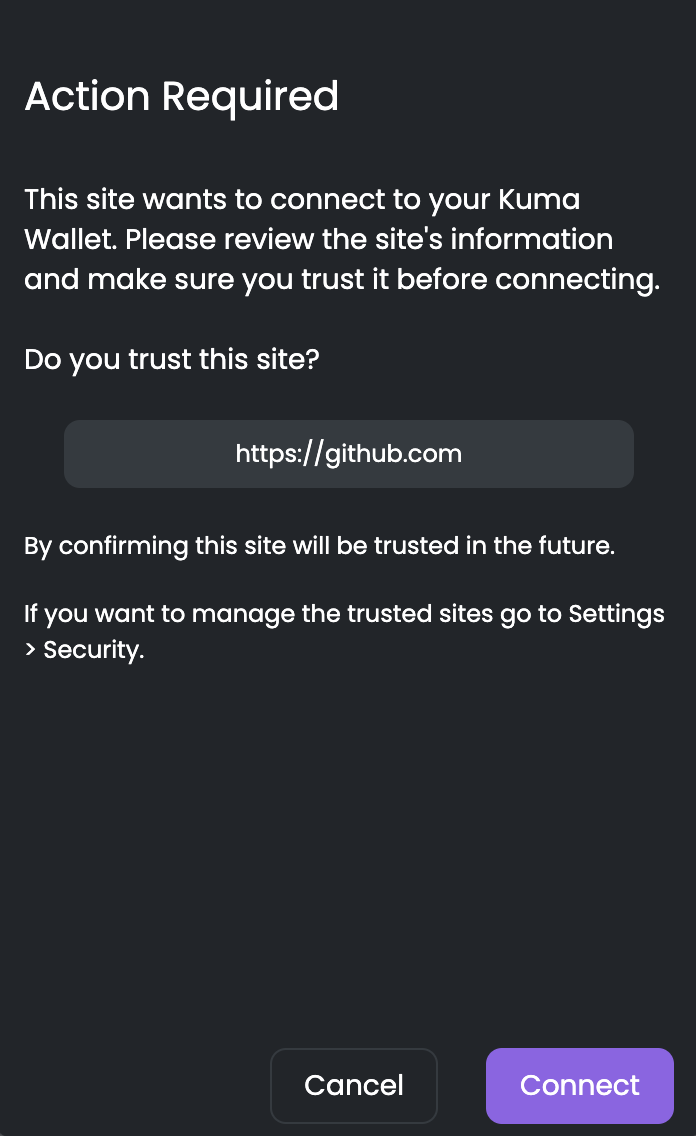 Action Required
This site wants to connect to your Kuma
Wallet. Please review the site's information
and make sure you trust it before connecting.
Do you trust this site?
https://github.com
By confirming this site will be trusted in the future.
If you want to manage the trusted sites go to Settings
> Security.
Cancel
Connect